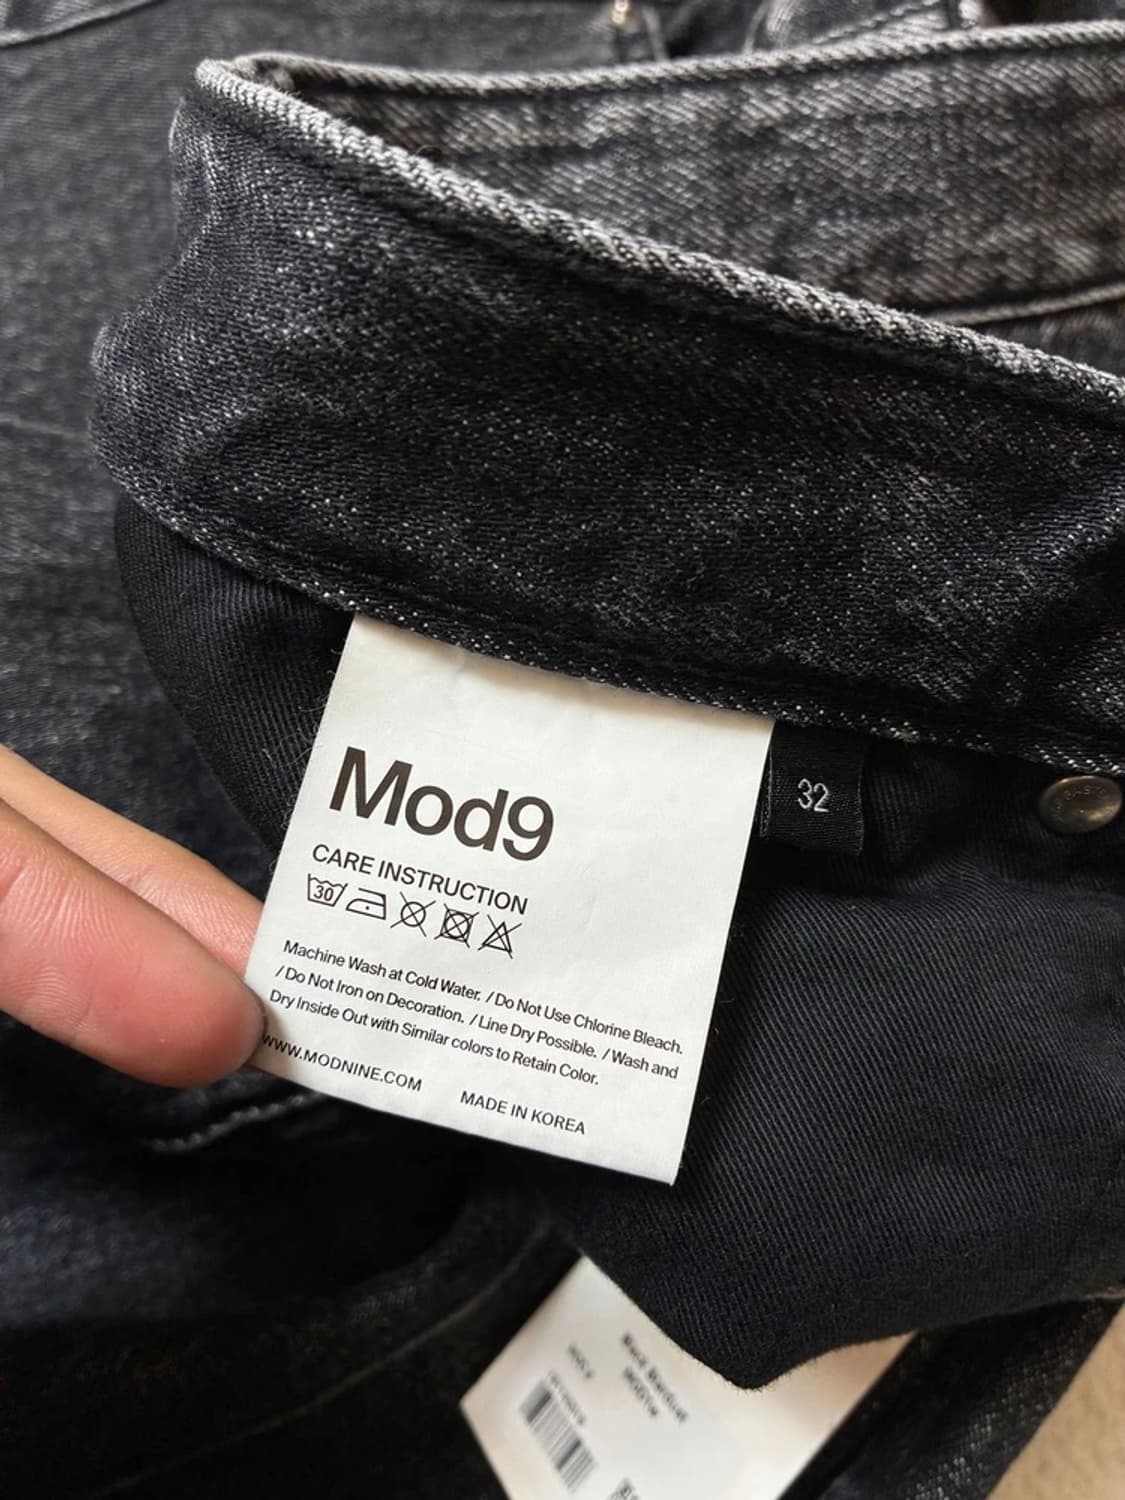 Mod9
32
CARE INSTRUCTION
30
Machine Wash at Cold Water. / Do Not Use Chlorine Bleach.
/ Do Not Iron on Decoration. / Line Dry Possible. / Wash and
Dry Inside Out with Similar colors to Retain Color.
WWW.MODNINE.COM MADE IN KOREA